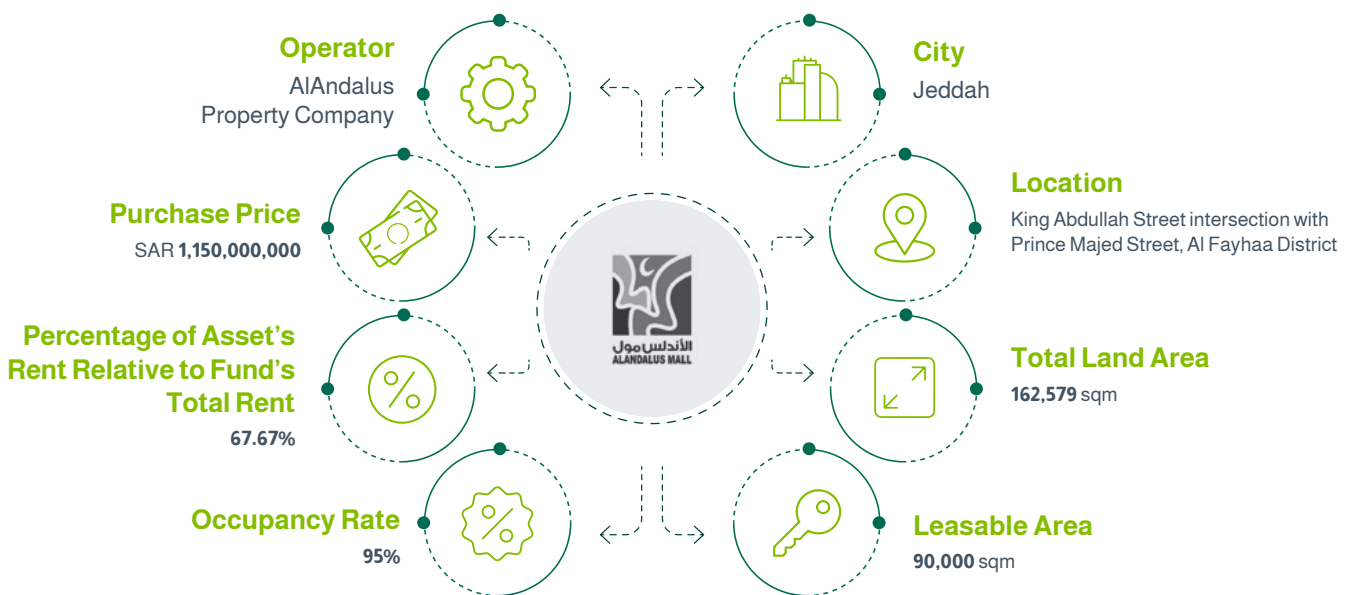 Operator
AlAndalus
Property Company
City
Jeddah
Purchase Price
SAR 1,150,000,000
Location
King Abdullah Street intersection with
Prince Majed Street, Al Fayhaa District
الأندلس مول
ALANDALUS MALL
Percentage of Asset’s
Rent Relative to Fund’s
Total Rent
67.67%
Total Land Area
162,579 sqm
Occupancy Rate
95%
Leasable Area
90,000 sqm